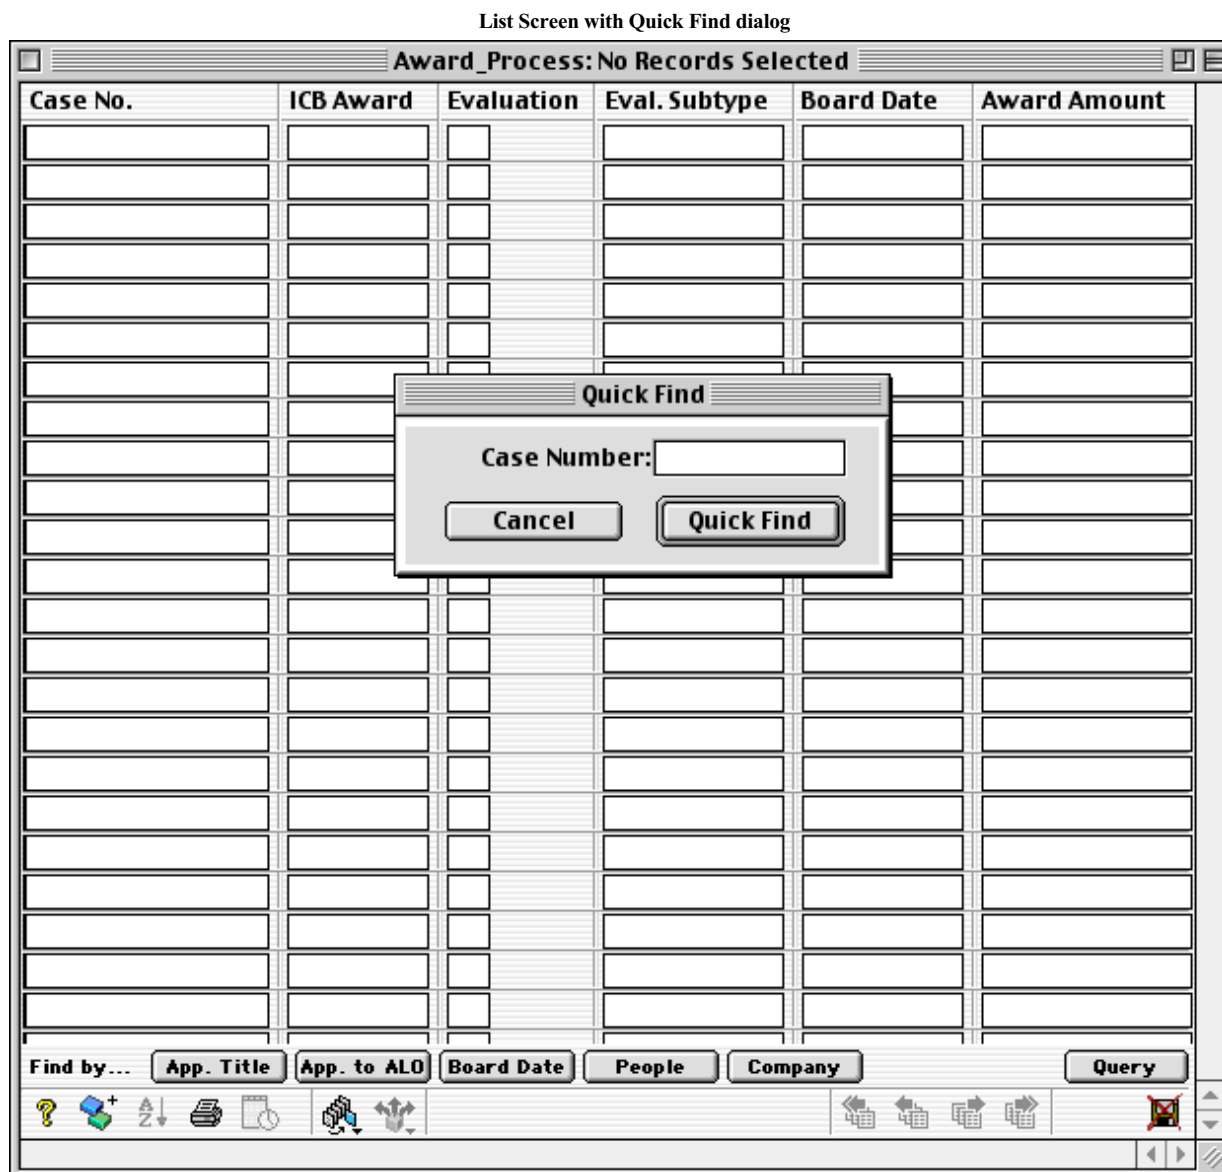 List Screen with Quick Find dialog
Award_Process: No Records Selected
Case No. ICB Award Evaluation Eval. Subtype Board Date Award Amount
Quick Find
Case Number:
Cancel Quick Find
Find by... App. Title App. to ALO Board Date People Company Query